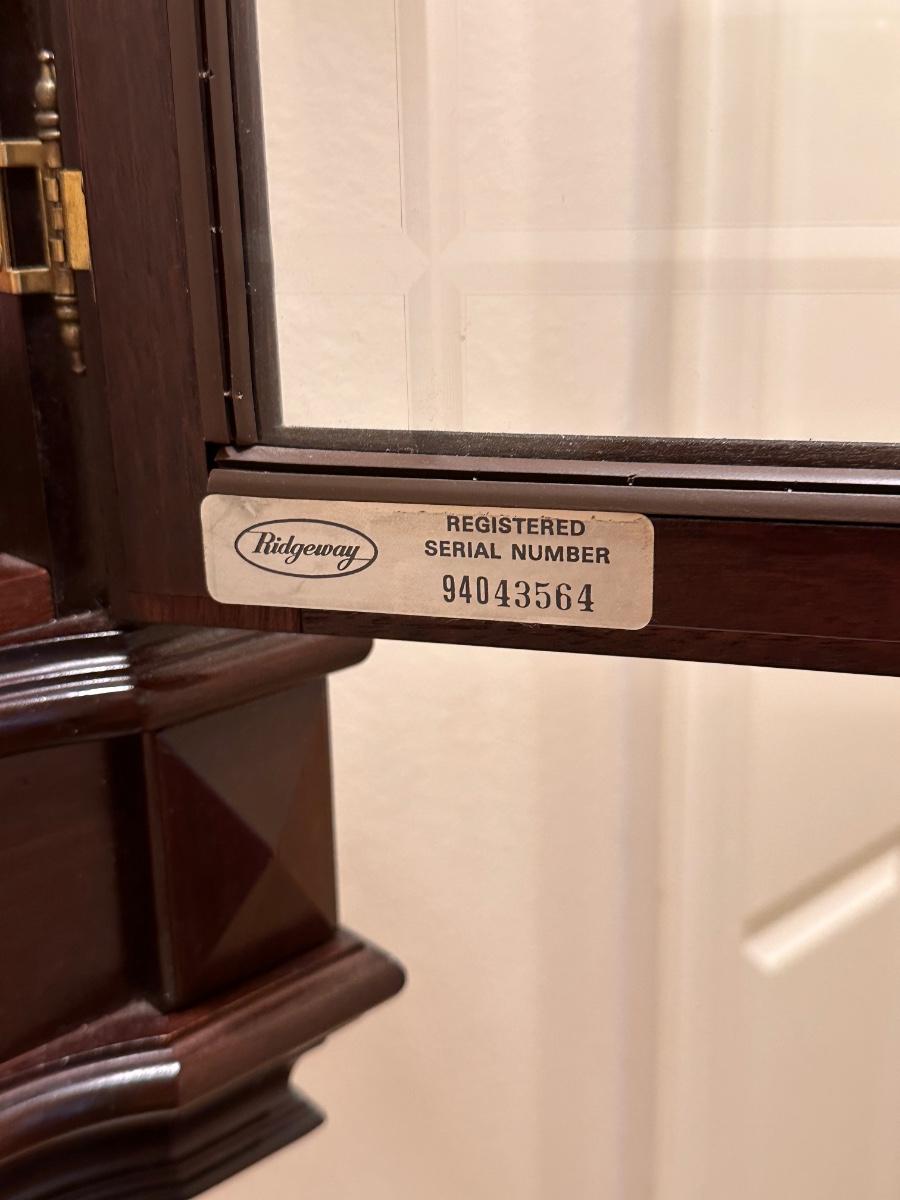 Ridgeway
REGISTERED
SERIAL NUMBER
94043564